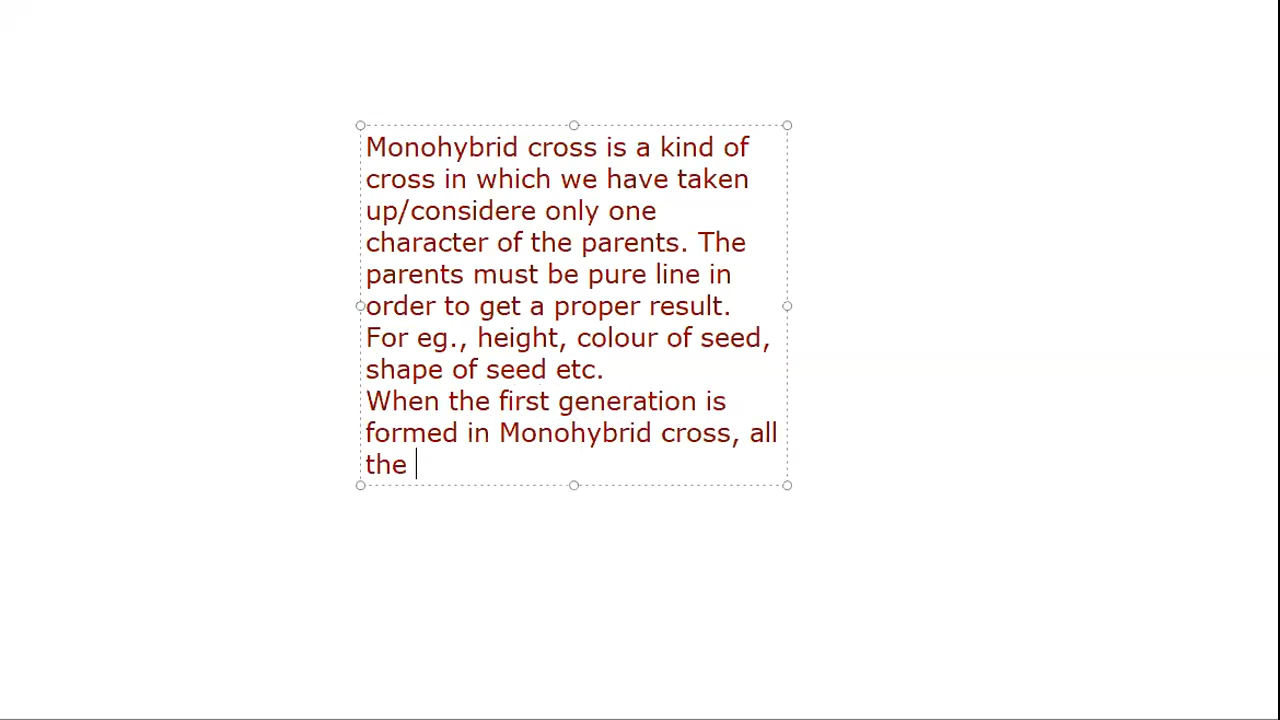 Monohybrid cross is a kind of
cross in which we have taken
up/considere only one
character of the parents. The
parents must be pure line in
order to get a proper result.
For eg., height, colour of seed,
shape of seed etc.
When the first generation is
formed in Monohybrid cross, all
the